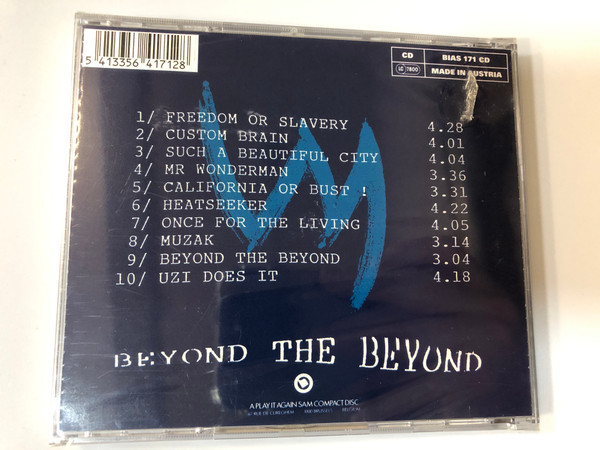 5 413356 417128
CD
BIAS 171 CD
LC 7800
MADE IN AUSTRIA
1/ FREEDOM OR SLAVERY 4.28
2/ CUSTOM BRAIN 4.01
3/ SUCH A BEAUTIFUL CITY 4.04
4/ MR WONDERMAN 3.36
5/ CALIFORNIA OR BUST ! 3.31
6/ HEATSEEKER 4.22
7/ ONCE FOR THE LIVING 4.05
8/ MUZAK 3.14
9/ BEYOND THE BEYOND 3.04
10/ UZI DOES IT 4.18
BEYOND THE BEYOND
A PLAY IT AGAIN SAM COMPACT DISC
RUE DE